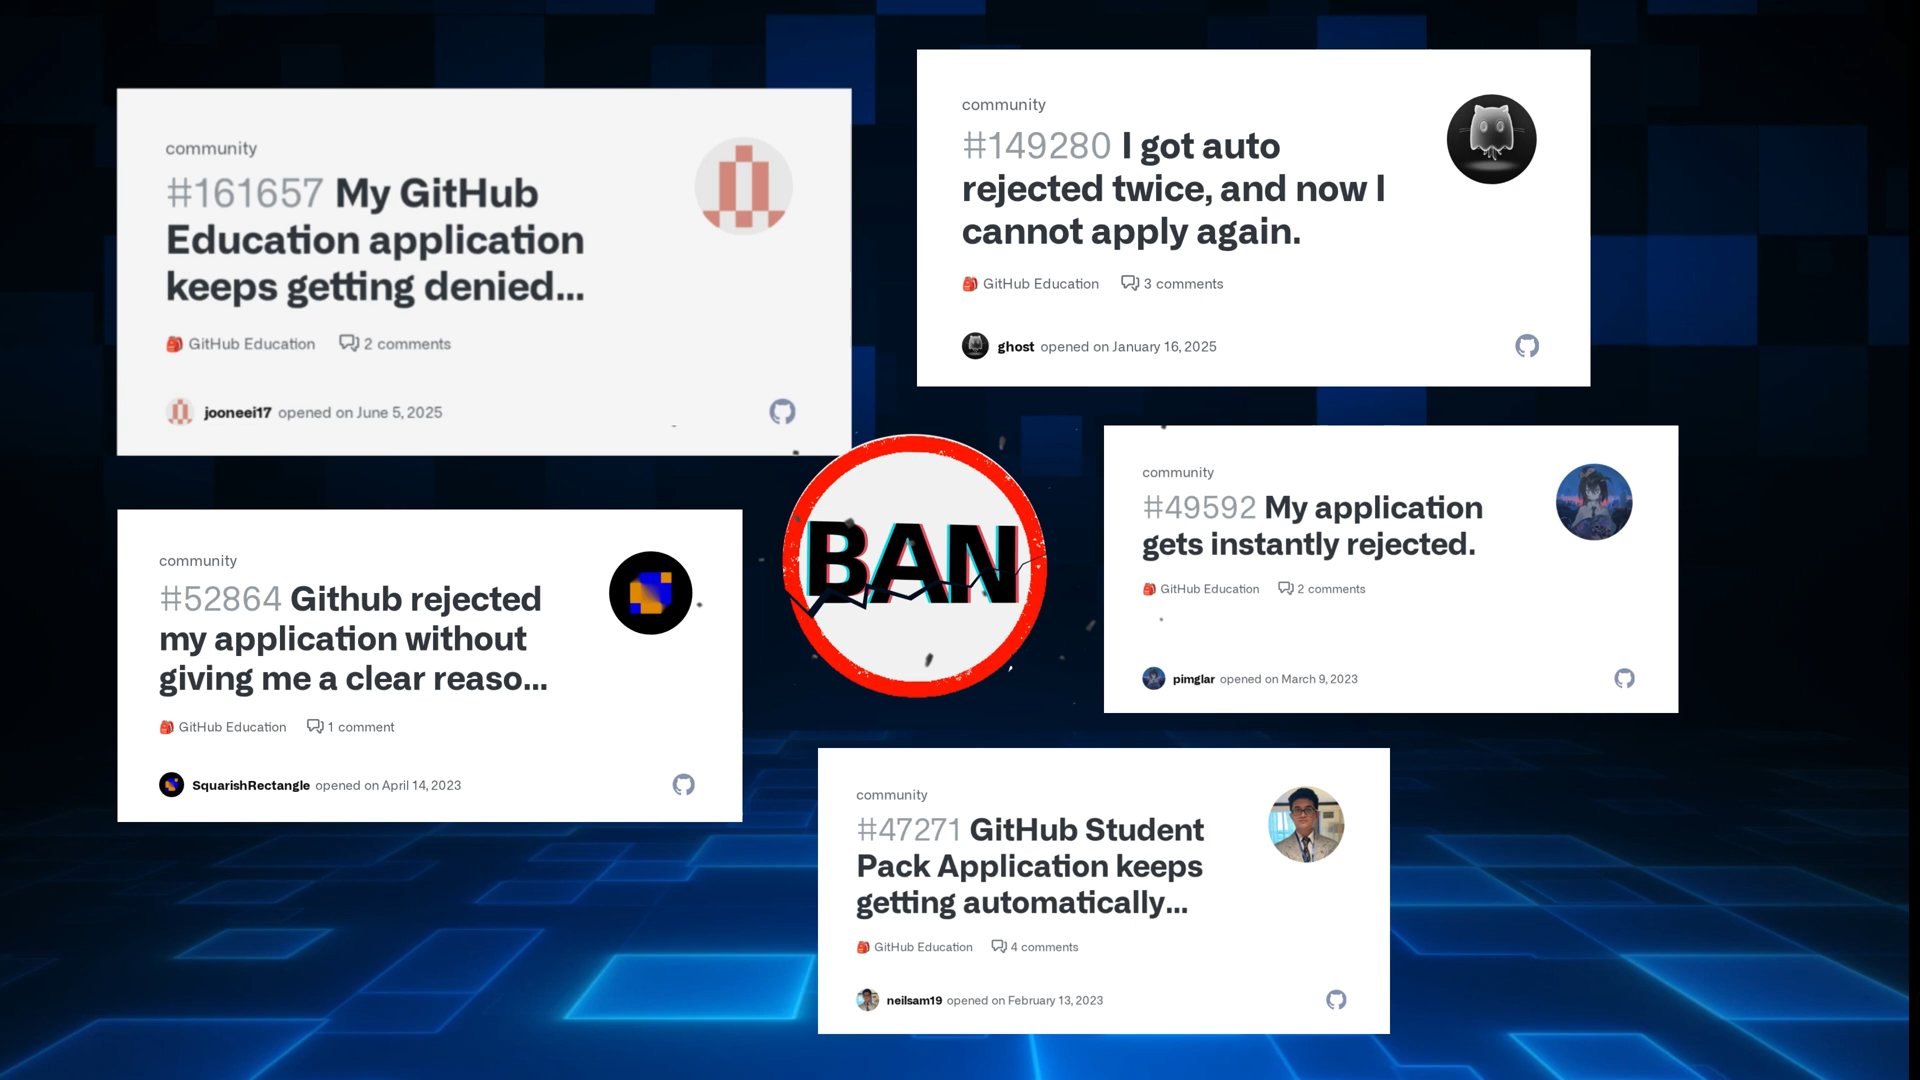 community
#161657 My GitHub
Education application
keeps getting denied...
GitHub Education 2 comments
jooneei17 opened on June 5, 2025
community
#149280 I got auto
rejected twice, and now I
cannot apply again.
GitHub Education 3 comments
ghost opened on January 16, 2025
BAN
community
#49592 My application
gets instantly rejected.
GitHub Education 2 comments
pimglar opened on March 9, 2023
community
#52864 Github rejected
my application without
giving me a clear reaso...
GitHub Education 1 comment
SquarishRectangle opened on April 14, 2023
community
#47271 GitHub Student
Pack Application keeps
getting automatically...
GitHub Education 4 comments
neilsam19 opened on February 13, 2023